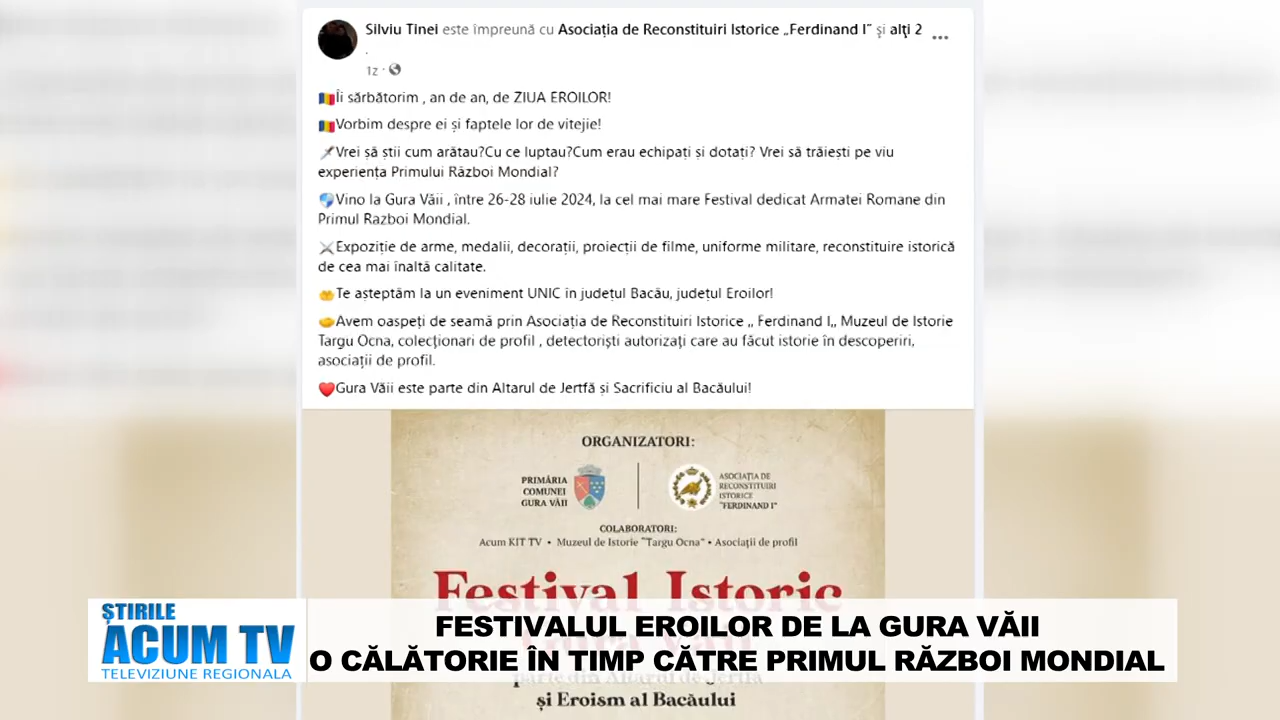 Silviu Tinei este împreună cu Asociația de Reconstituiri Istorice „Ferdinand I” și alți 2
.
1z ·
Îi sărbătorim , an de an, de ZIUA EROILOR!
Vorbim despre ei și faptele lor de vitejie!
Vrei să știi cum arătau?Cu ce luptau?Cum erau echipați și dotați? Vrei să trăiești pe viu
experiența Primului Război Mondial?
Vino la Gura Văii , între 26-28 iulie 2024, la cel mai mare Festival dedicat Armatei Romane din
Primul Razboi Mondial.
Expoziție de arme, medalii, decorații, proiecții de filme, uniforme militare, reconstituire istorică
de cea mai înaltă calitate.
Te așteptăm la un eveniment UNIC în județul Bacău, județul Eroilor!
Avem oaspeți de seamă prin Asociația de Reconstituiri Istorice ,, Ferdinand I,, Muzeul de Istorie
Targu Ocna, colecționari de profil , detectoriști autorizați care au făcut istorie în descoperiri,
asociații de profil.
Gura Văii este parte din Altarul de Jertfă și Sacrificiu al Bacăului!
ORGANIZATORI:
PRIMĂRIA
COMUNEI
GURA VĂII
ASOCIAȚIA DE
RECONSTITUIRI
ISTORICE
"FERDINAND I"
COLABORATORI:
Acum KIT TV • Muzeul de Istorie "Targu Ocna" • Asociații de profil
Festival Istoric
parte din Altarul de Jertfă
și Eroism al Bacăului
ȘTIRILE
ACUM TV
TELEVIZIUNE REGIONALA
FESTIVALUL EROILOR DE LA GURA VĂII
O CĂLĂTORIE ÎN TIMP CĂTRE PRIMUL RĂZBOI MONDIAL